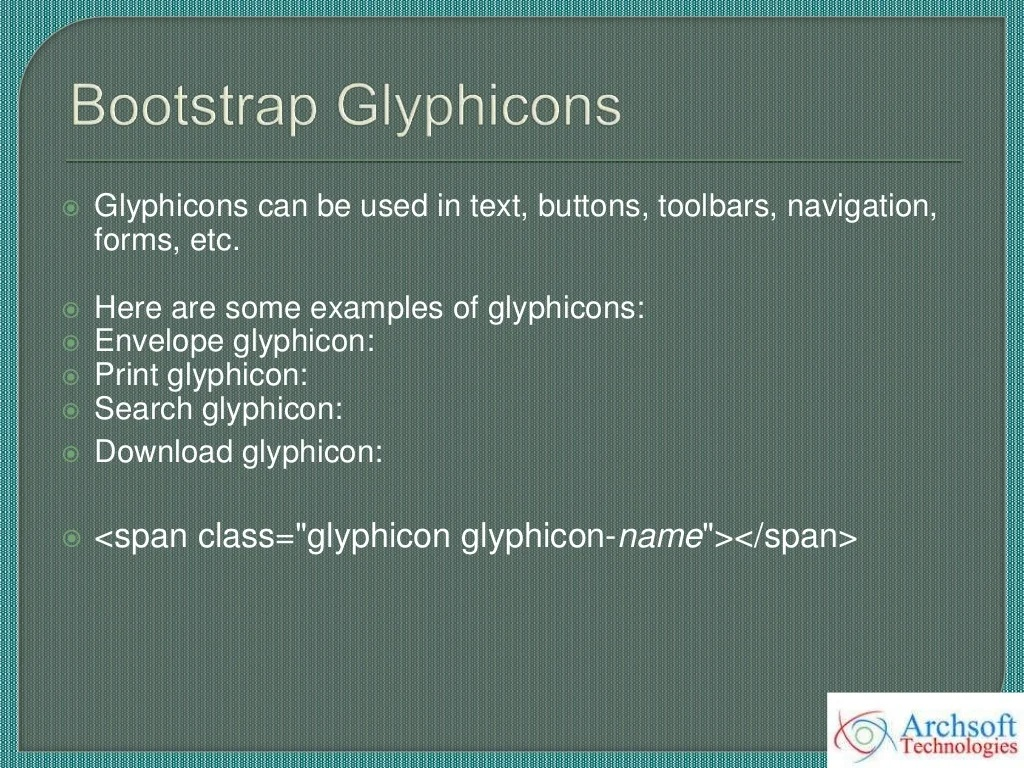 Bootstrap Glyphicons
Glyphicons can be used in text, buttons, toolbars, navigation,
forms, etc.
Here are some examples of glyphicons:
Envelope glyphicon:
Print glyphicon:
Search glyphicon:
Download glyphicon:
<span class="glyphicon glyphicon-name"></span>
Archsoft
Technologies